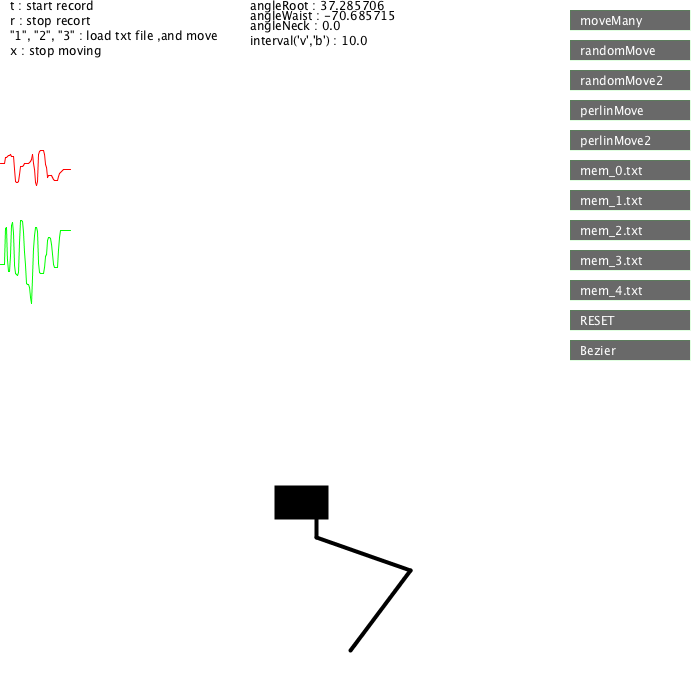 t : start record
r : stop recort
"1", "2", "3" : load txt file ,and move
x : stop moving
angleRoot : 37.285706
angleWaist : -70.685715
angleNeck : 0.0
interval('v','b') : 10.0
moveMany
randomMove
randomMove2
perlinMove
perlinMove2
mem_0.txt
mem_1.txt
mem_2.txt
mem_3.txt
mem_4.txt
RESET
Bezier